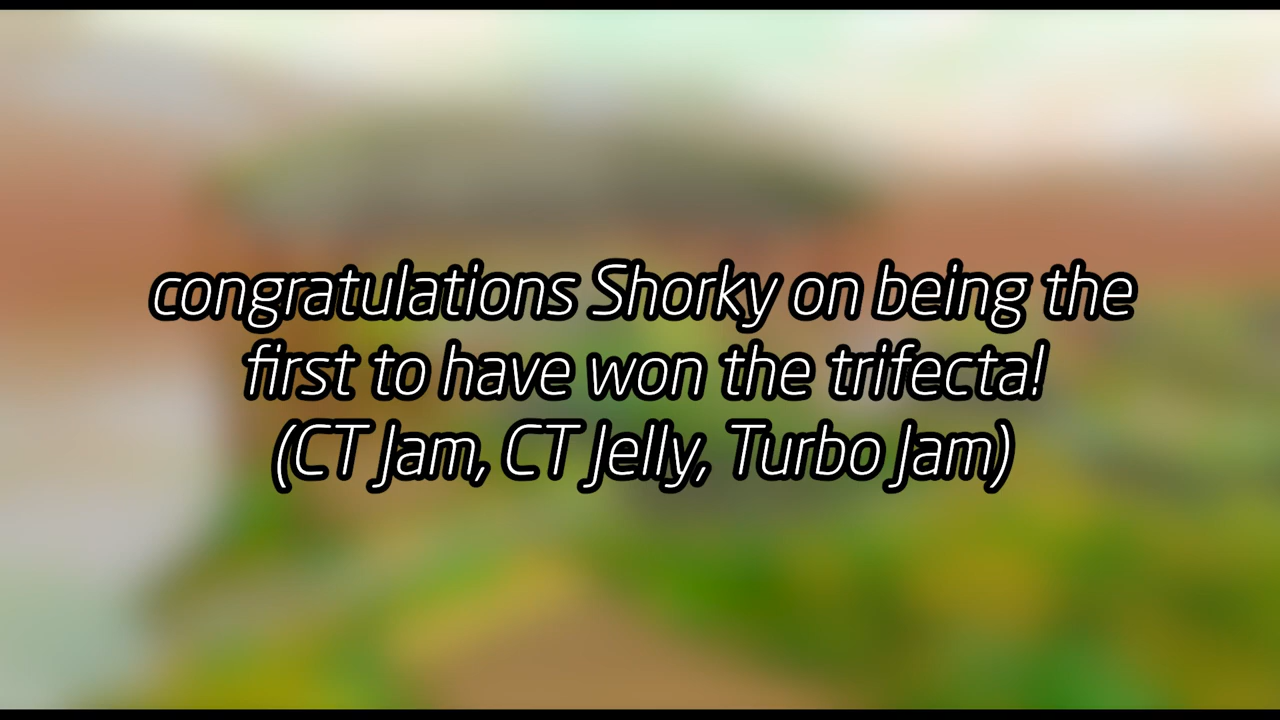 congratulations Shorky on being the
first to have won the trifecta!
(CT Jam, CT Jelly, Turbo Jam)